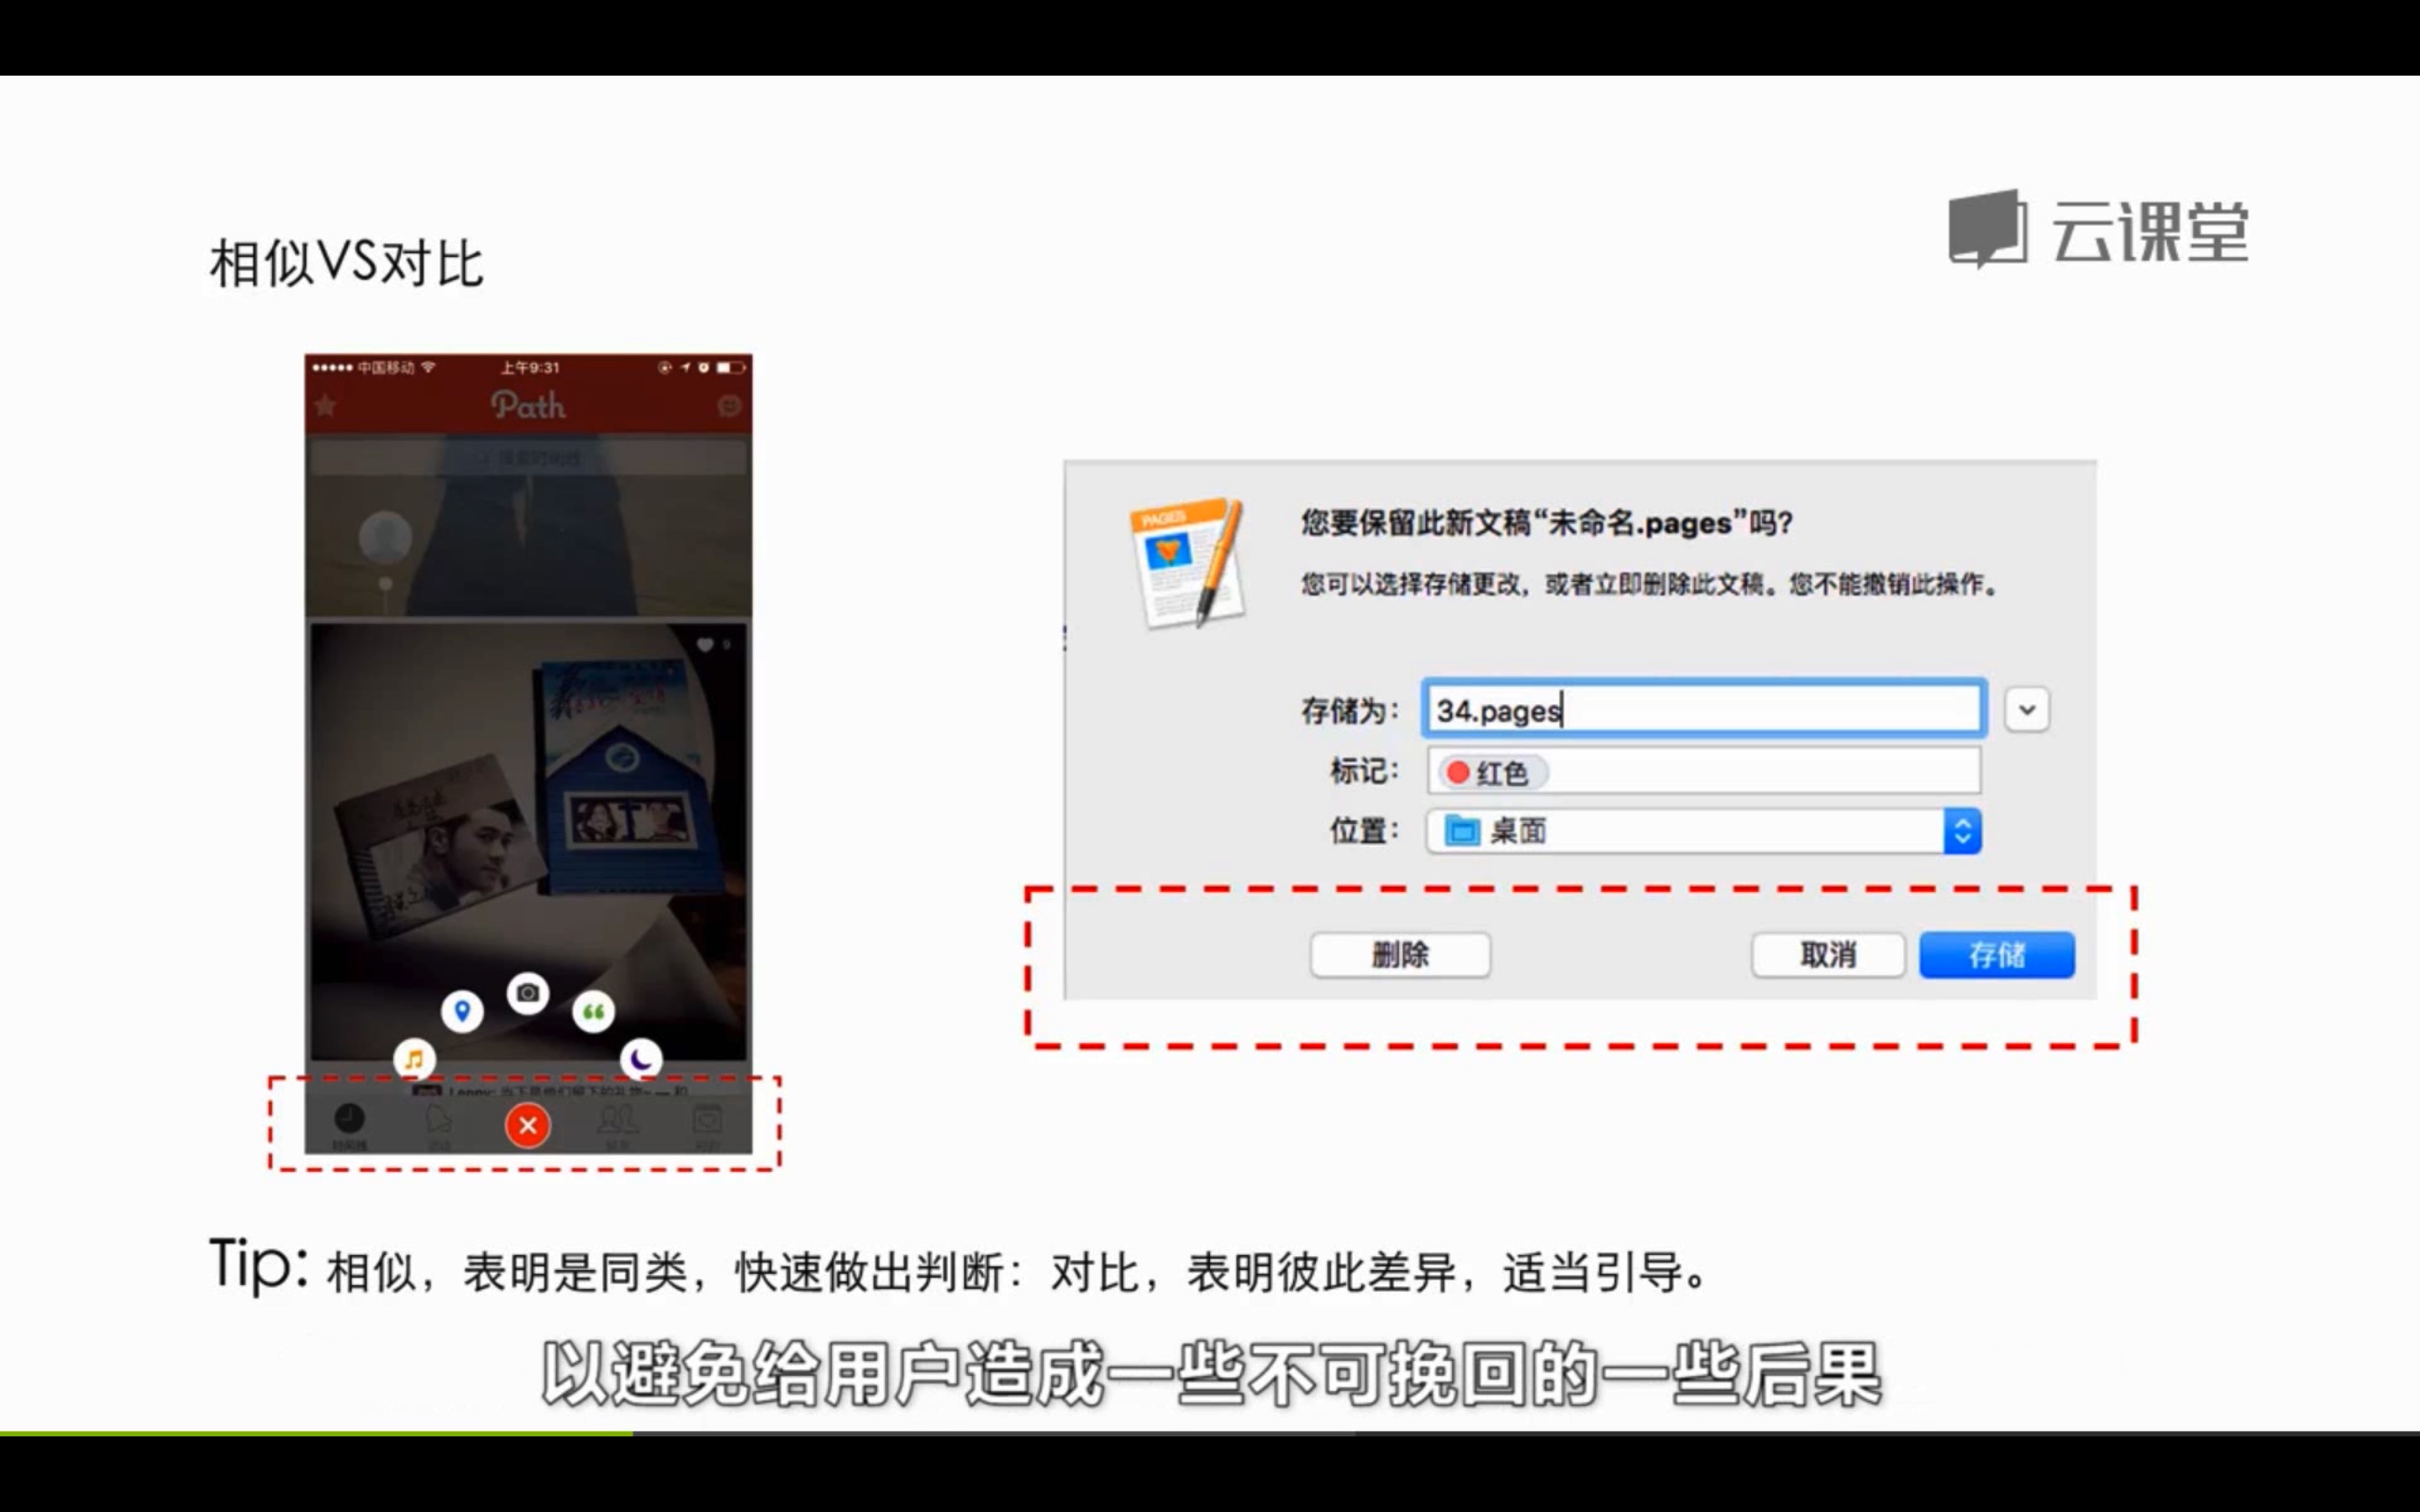 相似VS对比
云课堂
中国移动 上午9:31
Path
9
PAGES
您要保留此新文稿“未命名.pages”吗?
您可以选择存储更改，或者立即删除此文稿。您不能撤销此操作。
存储为: 34.pages
标记: 红色
位置: 桌面
删除 取消 存储
Tip: 相似，表明是同类，快速做出判断：对比，表明彼此差异，适当引导。
以避免给用户造成一些不可挽回的一些后果